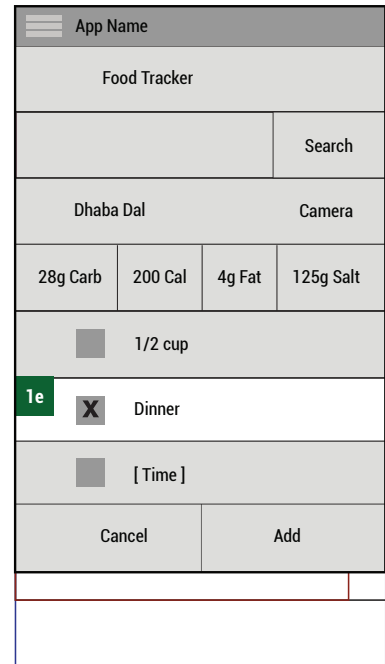 App Name
Food Tracker
Search
Dhaba Dal Camera
28g Carb 200 Cal 4g Fat 125g Salt
1/2 cup
1e
X Dinner
[ Time ]
Cancel Add